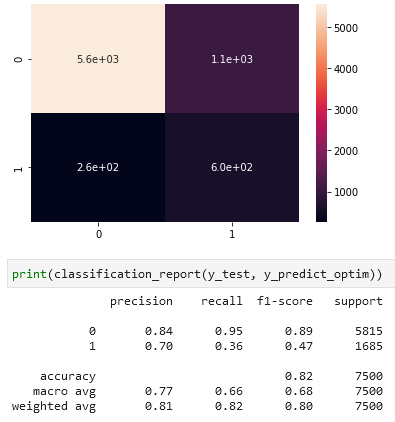 0 5.6e+03 1.1e+03
1 2.6e+02 6.0e+02
0 1
5000
4000
3000
2000
1000
print(classification_report(y_test, y_predict_optim))
precision recall f1-score support
0 0.84 0.95 0.89 5815
1 0.70 0.36 0.47 1685
accuracy 0.82 7500
macro avg 0.77 0.66 0.68 7500
weighted avg 0.81 0.82 0.80 7500